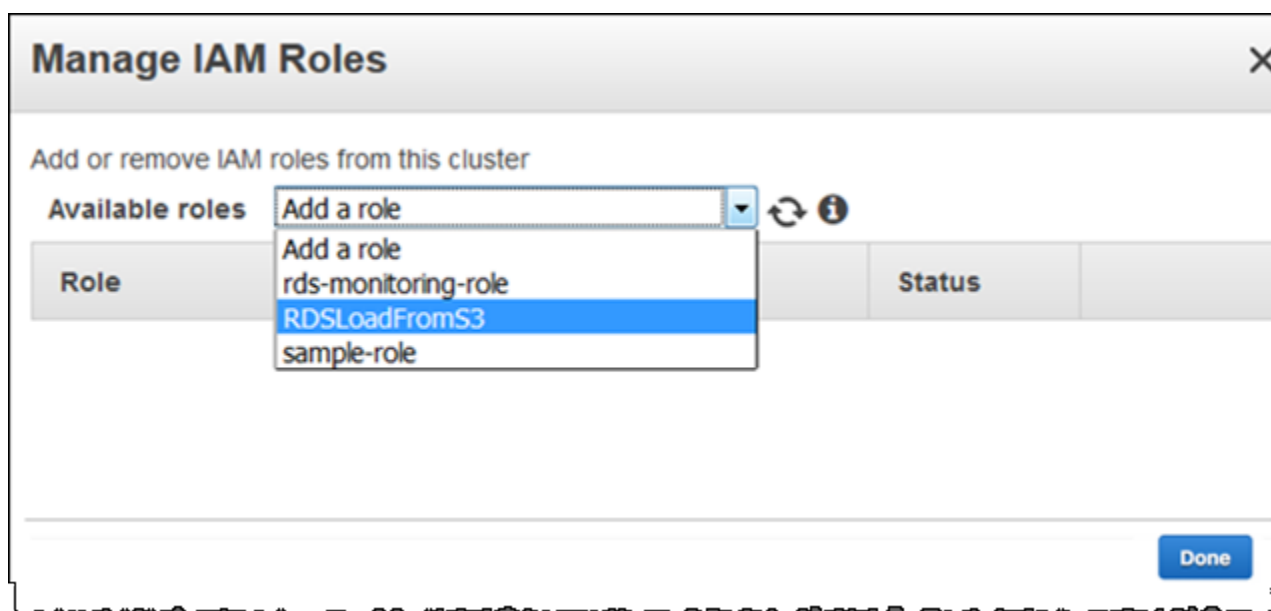 Manage IAM Roles
Add or remove IAM roles from this cluster
Available roles Add a role
Add a role
rds-monitoring-role
Role Status
RDSLoadFromS3
sample-role
Done